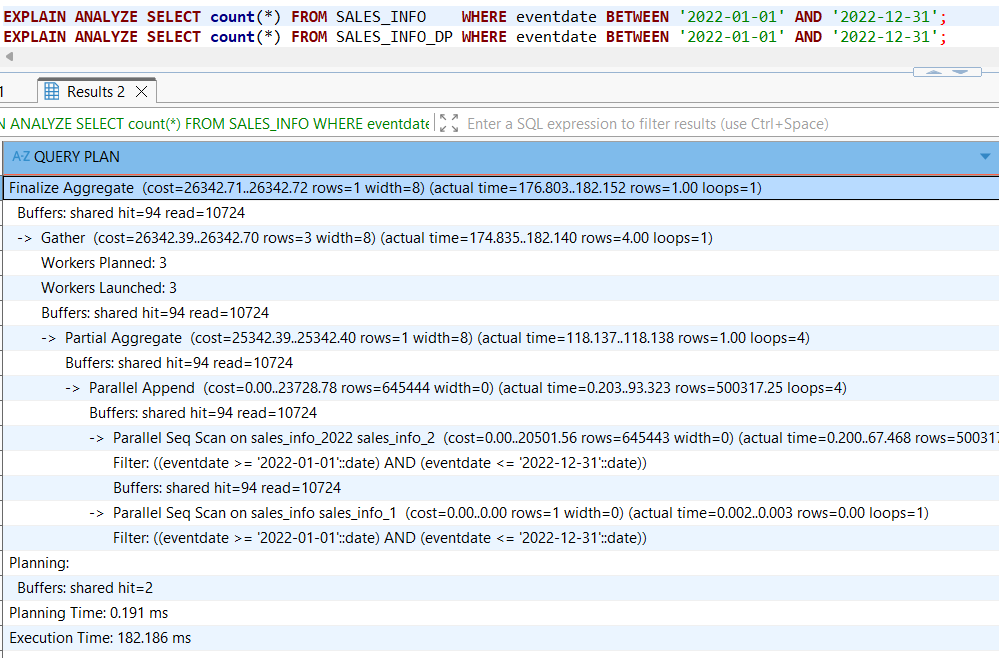 EXPLAIN ANALYZE SELECT count(*) FROM SALES_INFO    WHERE eventdate BETWEEN '2022-01-01' AND '2022-12-31';
EXPLAIN ANALYZE SELECT count(*) FROM SALES_INFO_DP WHERE eventdate BETWEEN '2022-01-01' AND '2022-12-31';
1 Results 2
N ANALYZE SELECT count(*) FROM SALES_INFO WHERE eventdate Enter a SQL expression to filter results (use Ctrl+Space)
A-Z QUERY PLAN
Finalize Aggregate  (cost=26342.71..26342.72 rows=1 width=8) (actual time=176.803..182.152 rows=1.00 loops=1)
Buffers: shared hit=94 read=10724
->  Gather  (cost=26342.39..26342.70 rows=3 width=8) (actual time=174.835..182.140 rows=4.00 loops=1)
Workers Planned: 3
Workers Launched: 3
Buffers: shared hit=94 read=10724
->  Partial Aggregate  (cost=25342.39..25342.40 rows=1 width=8) (actual time=118.137..118.138 rows=1.00 loops=4)
Buffers: shared hit=94 read=10724
->  Parallel Append  (cost=0.00..23728.78 rows=645444 width=0) (actual time=0.203..93.323 rows=500317.25 loops=4)
Buffers: shared hit=94 read=10724
->  Parallel Seq Scan on sales_info_2022 sales_info_2  (cost=0.00..20501.56 rows=645443 width=0) (actual time=0.200..67.468 rows=500317
Filter: ((eventdate >= '2022-01-01'::date) AND (eventdate <= '2022-12-31'::date))
Buffers: shared hit=94 read=10724
->  Parallel Seq Scan on sales_info sales_info_1  (cost=0.00..0.00 rows=1 width=0) (actual time=0.002..0.003 rows=0.00 loops=1)
Filter: ((eventdate >= '2022-01-01'::date) AND (eventdate <= '2022-12-31'::date))
Planning:
Buffers: shared hit=2
Planning Time: 0.191 ms
Execution Time: 182.186 ms